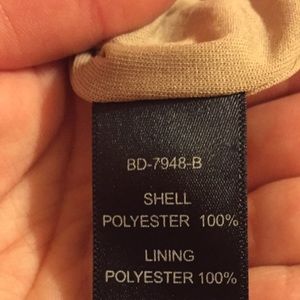 BD-7948-B
SHELL
POLYESTER 100%
LINING
POLYESTER 100%